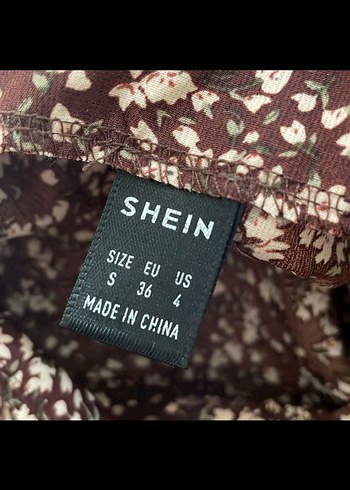 SHEIN
SIZE EU US
S 36 4
MADE IN CHINA